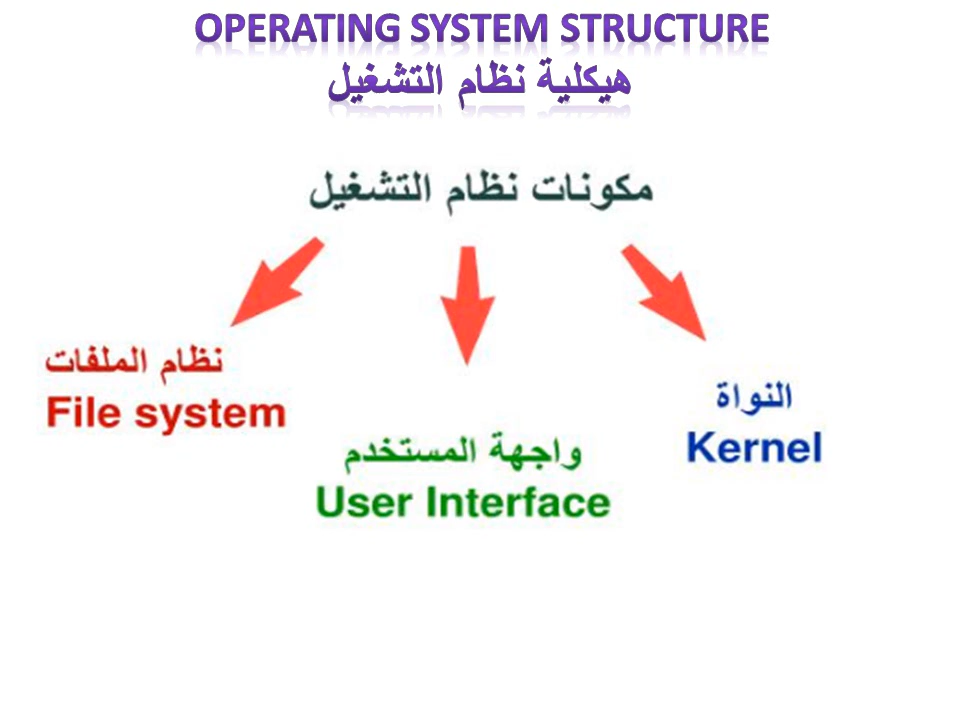 OPERATING SYSTEM STRUCTURE
هيكلية نظام التشغيل
مكونات نظام التشغيل
نظام الملفات
File system
واجهة المستخدم
User Interface
النواة
Kernel